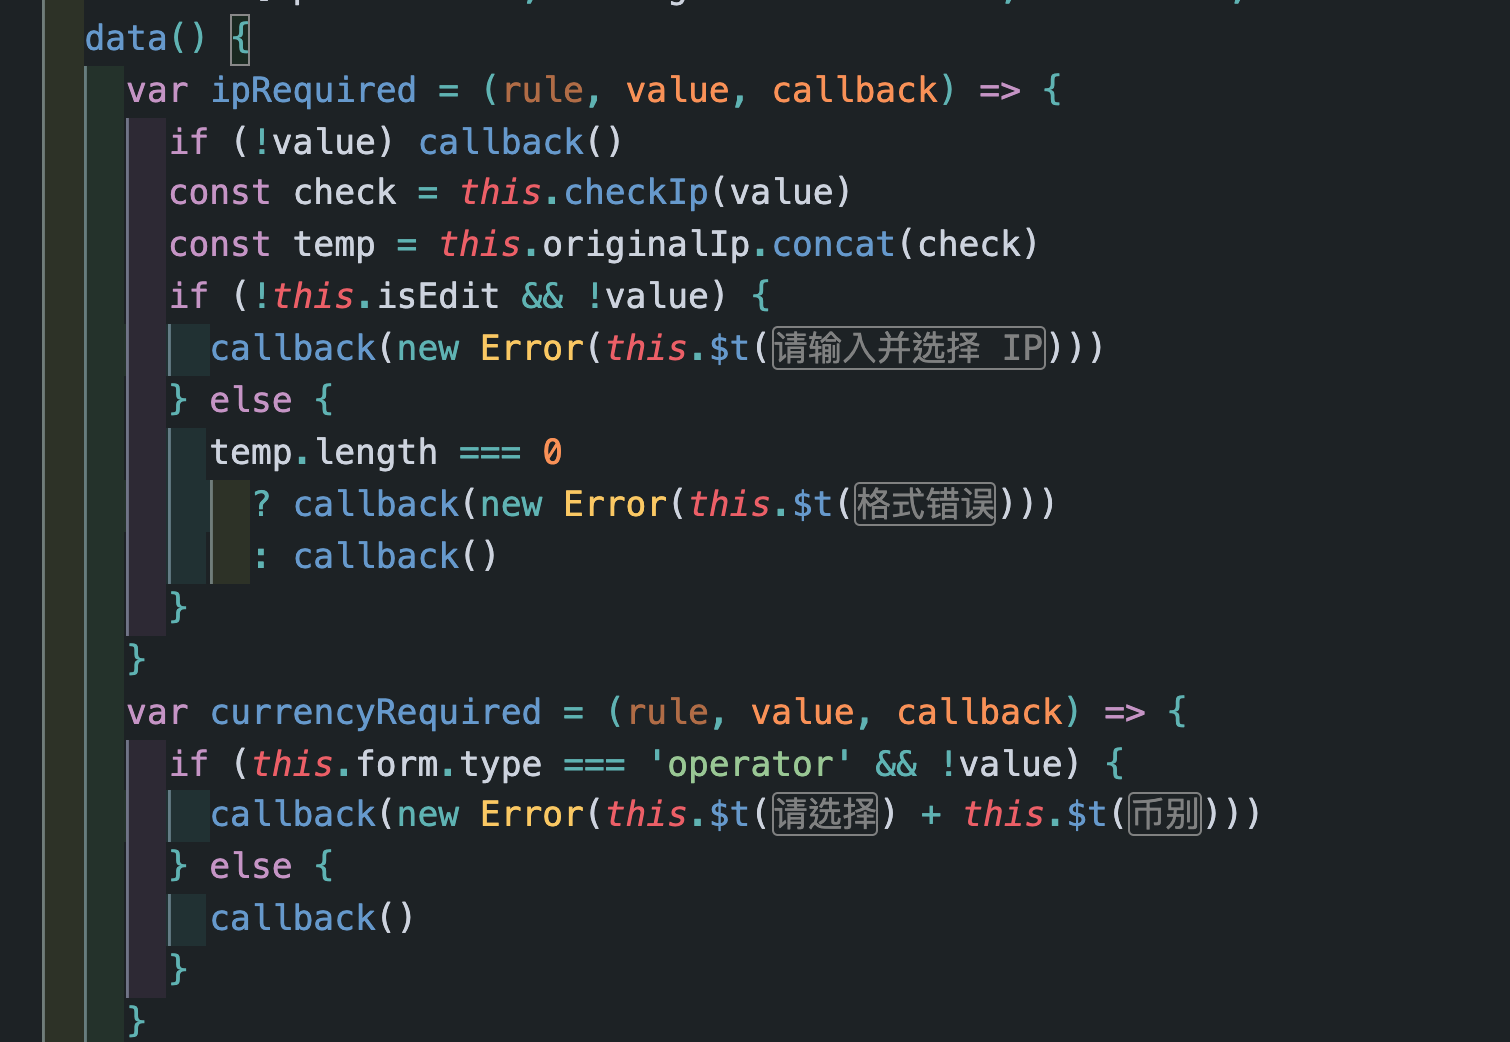 data() {
var ipRequired = (rule, value, callback) => {
if (!value) callback()
const check = this.checkIp(value)
const temp = this.originalIp.concat(check)
if (!this.isEdit && !value) {
callback(new Error(this.$t(请输入并选择 IP)))
} else {
temp.length === 0
? callback(new Error(this.$t(格式错误)))
: callback()
}
}
var currencyRequired = (rule, value, callback) => {
if (this.form.type === 'operator' && !value) {
callback(new Error(this.$t(请选择) + this.$t(币别)))
} else {
callback()
}
}